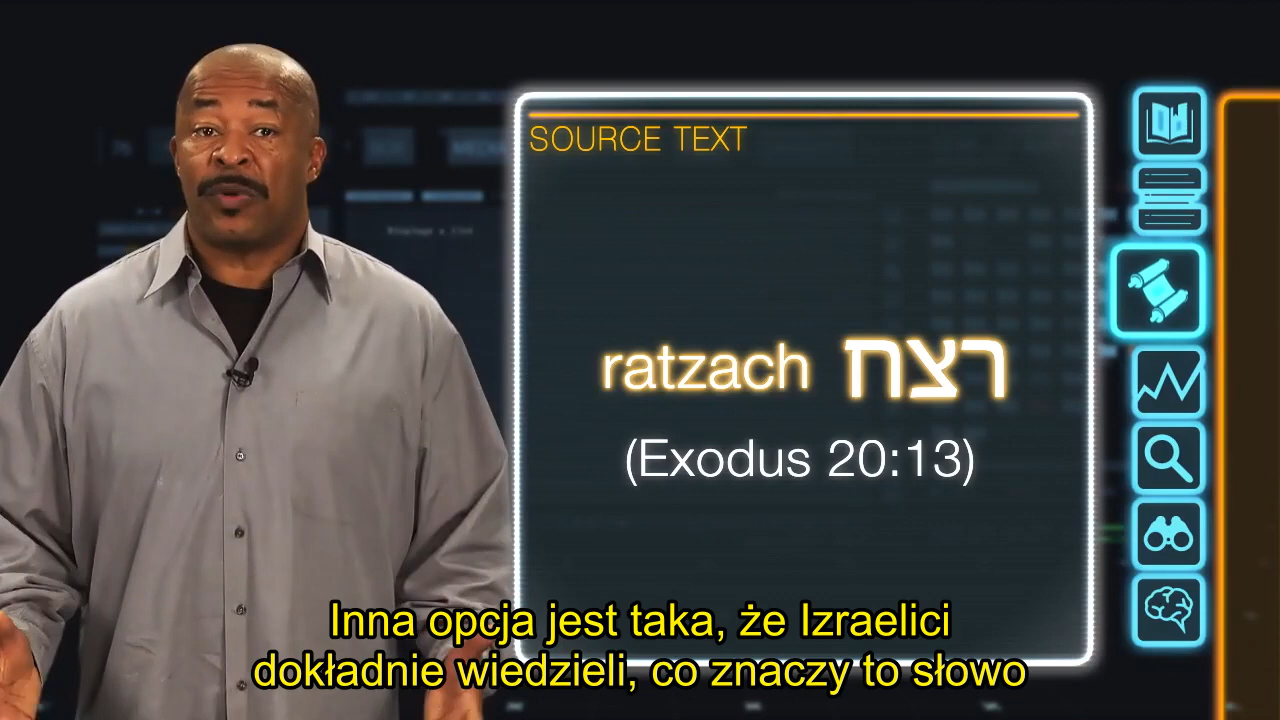 SOURCE TEXT
ratzach רצח
(Exodus 20:13)
Inna opcja jest taka, że Izraelici
dokładnie wiedzieli, co znaczy to słowo